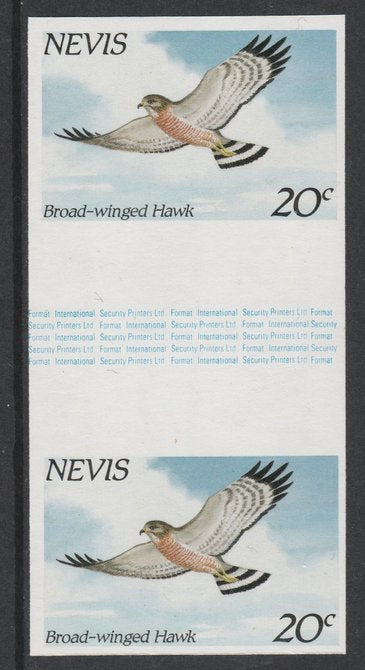 NEVIS
Broad-winged Hawk 20c
Format International Security Printers Ltd Format International Security Printers Ltd Format
Security Printers Ltd Format International Security Printers Ltd Format International Security
Format International Security Printers Ltd Format International Security Printers Ltd Format
Security Printers Ltd Format International Security Printers Ltd Format International Security
Format International Security Printers Ltd Format International Security Printers Ltd Format
NEVIS
Broad-winged Hawk 20c